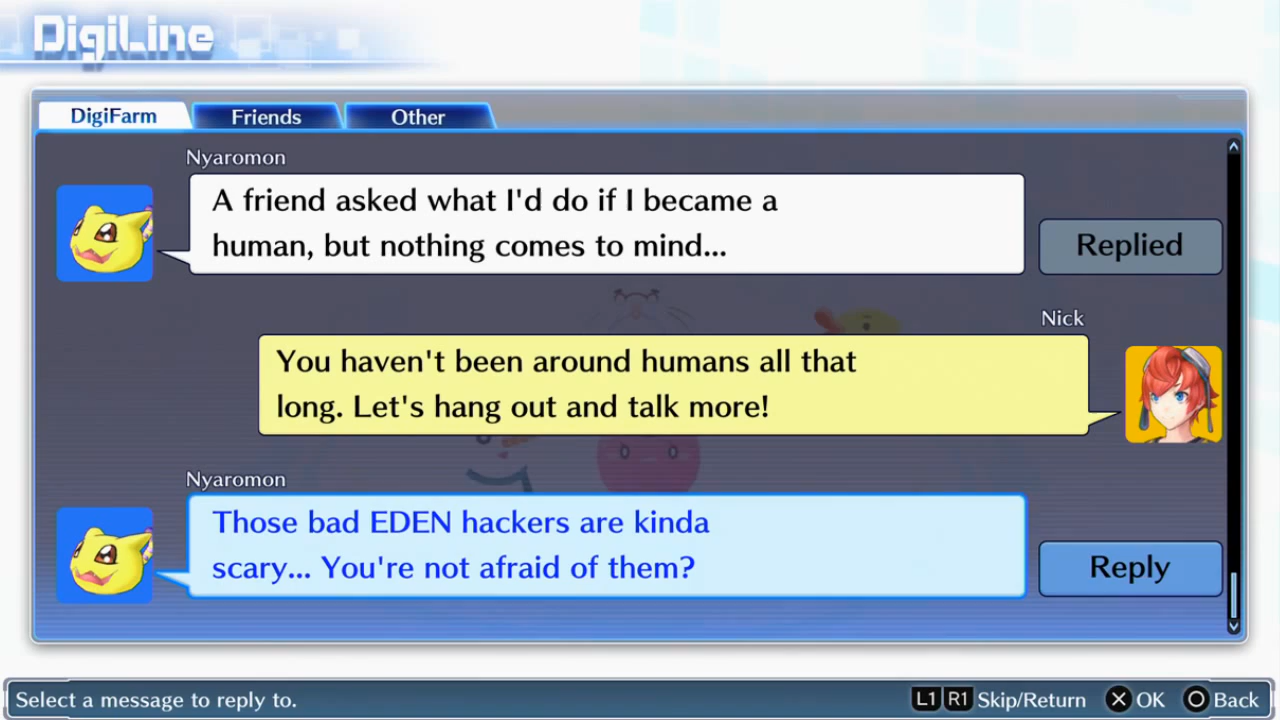 DigiLine
DigiFarm
Friends
Other
Nyaromon
A friend asked what I'd do if I became a
human, but nothing comes to mind...
Replied
Nick
You haven't been around humans all that
long. Let's hang out and talk more!
Nyaromon
Those bad EDEN hackers are kinda
scary... You're not afraid of them?
Reply
Select a message to reply to.
L1 R1 Skip/Return
OK
Back